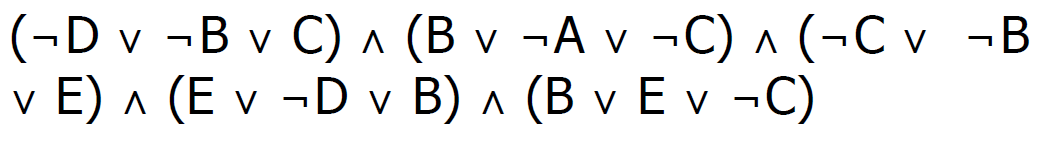 (¬D ∨ ¬B ∨ C) ∧ (B ∨ ¬A ∨ ¬C) ∧ (¬C ∨ ¬B
∨ E) ∧ (E ∨ ¬D ∨ B) ∧ (B ∨ E ∨ ¬C)